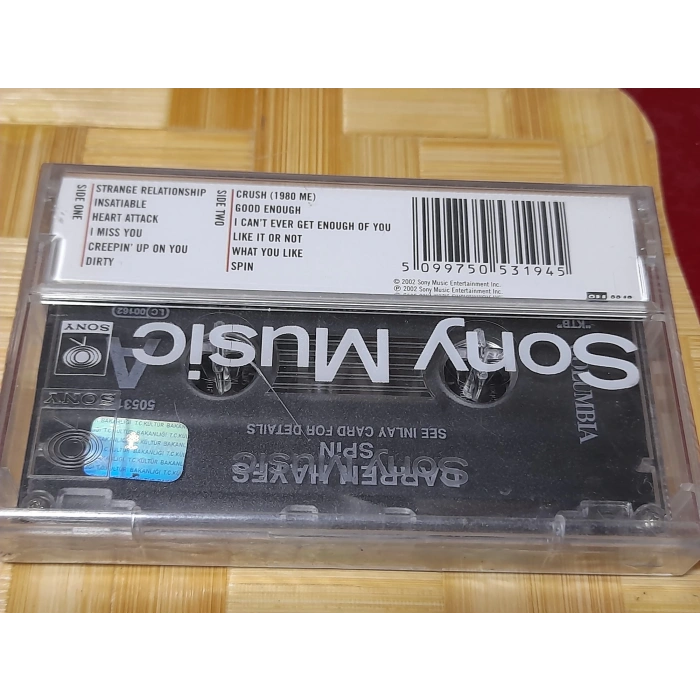 SIDE ONE
STRANGE RELATIONSHIP
INSATIABLE
HEART ATTACK
I MISS YOU
CREEPIN' UP ON YOU
DIRTY
SIDE TWO
CRUSH (1980 ME)
GOOD ENOUGH
I CAN'T EVER GET ENOUGH OF YOU
LIKE IT OR NOT
WHAT YOU LIKE
SPIN
5 099750 531945
© 2002 Sony Music Entertainment Inc.
℗ 2002 Sony Music Entertainment Inc.
Sony Music
"KTB"
LC 00162
SONY
A
SONY
50531
COLUMBIA
SEE INLAY CARD FOR DETAILS
SPIN
DARREN HAYES
Sony Music
T.C. KÜLTÜR BAKANLIĞI